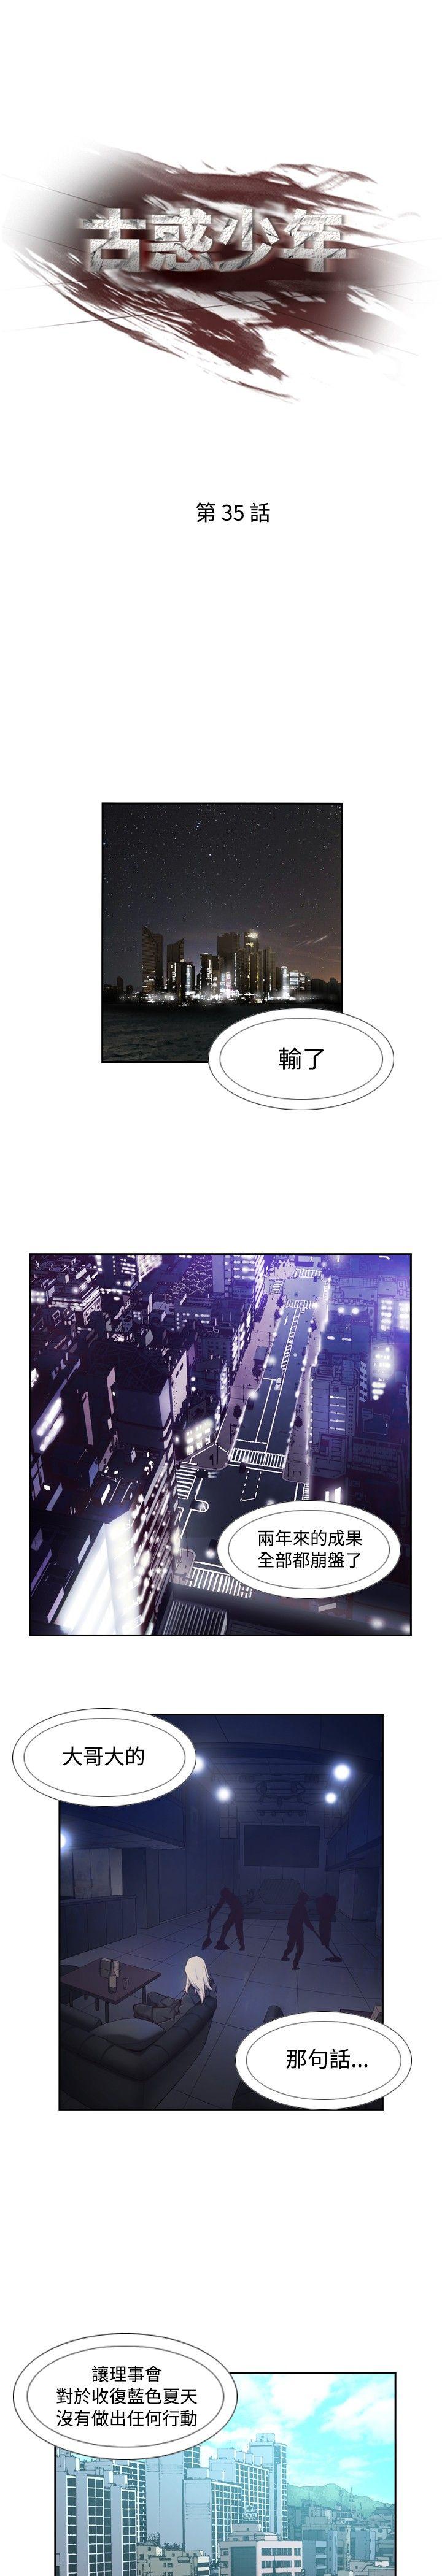 古惑少年
第 35 話
輸了
兩年來的成果
全部都崩盤了
大哥大的
那句話...
讓理事會
對於收復藍色夏天
沒有做出任何行動